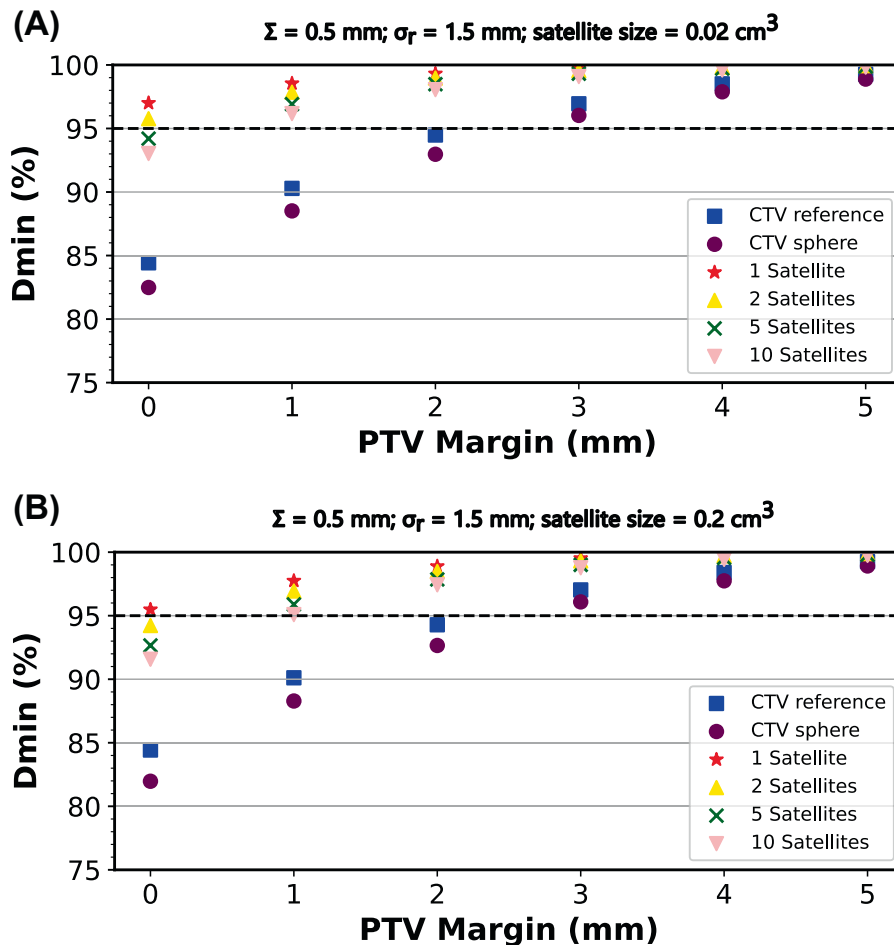 (A)
Σ = 0.5 mm; σr = 1.5 mm; satellite size = 0.02 cm³
100
95
90
85
80
75
Dmin (%)
CTV reference
CTV sphere
1 Satellite
2 Satellites
5 Satellites
10 Satellites
0 1 2 3 4 5
PTV Margin (mm)
(B)
Σ = 0.5 mm; σr = 1.5 mm; satellite size = 0.2 cm³
100
95
90
85
80
75
Dmin (%)
CTV reference
CTV sphere
1 Satellite
2 Satellites
5 Satellites
10 Satellites
0 1 2 3 4 5
PTV Margin (mm)